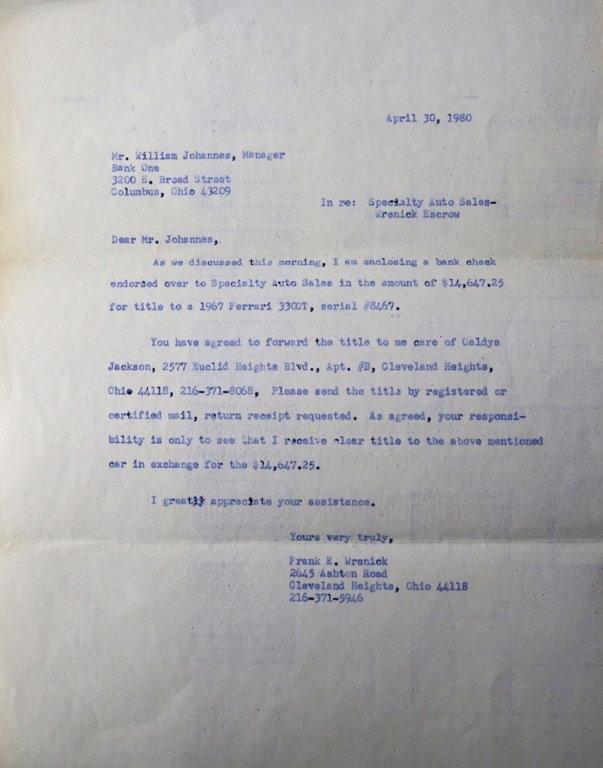 April 30, 1980
Mr. William Johannes, Manager
Bank One
3200 E. Broad Street
Columbus, Ohio 43209
In re: Specialty Auto Sales-
Wrenick Escrow
Dear Mr. Johannes,
As we discussed this morning, I am enclosing a bank check
endorsed over to Specialty Auto Sales in the amount of $14,647.25
for title to a 1967 Ferrari 330GT, serial #8467.
You have agreed to forward the title to me care of Galdys
Jackson, 2577 Euclid Heights Blvd., Apt. #B, Cleveland Heights,
Ohio 44118, 216-371-8068, Please send the title by registered or
certified mail, return receipt requested. As agreed, your responsi-
bility is only to see that I receive clear title to the above mentioned
car in exchange for the $14,647.25.
I greatly appreciate your assistance.
Yours very truly,
Frank E. Wrenick
2645 Ashton Road
Cleveland Heights, Ohio 44118
216-371-5946